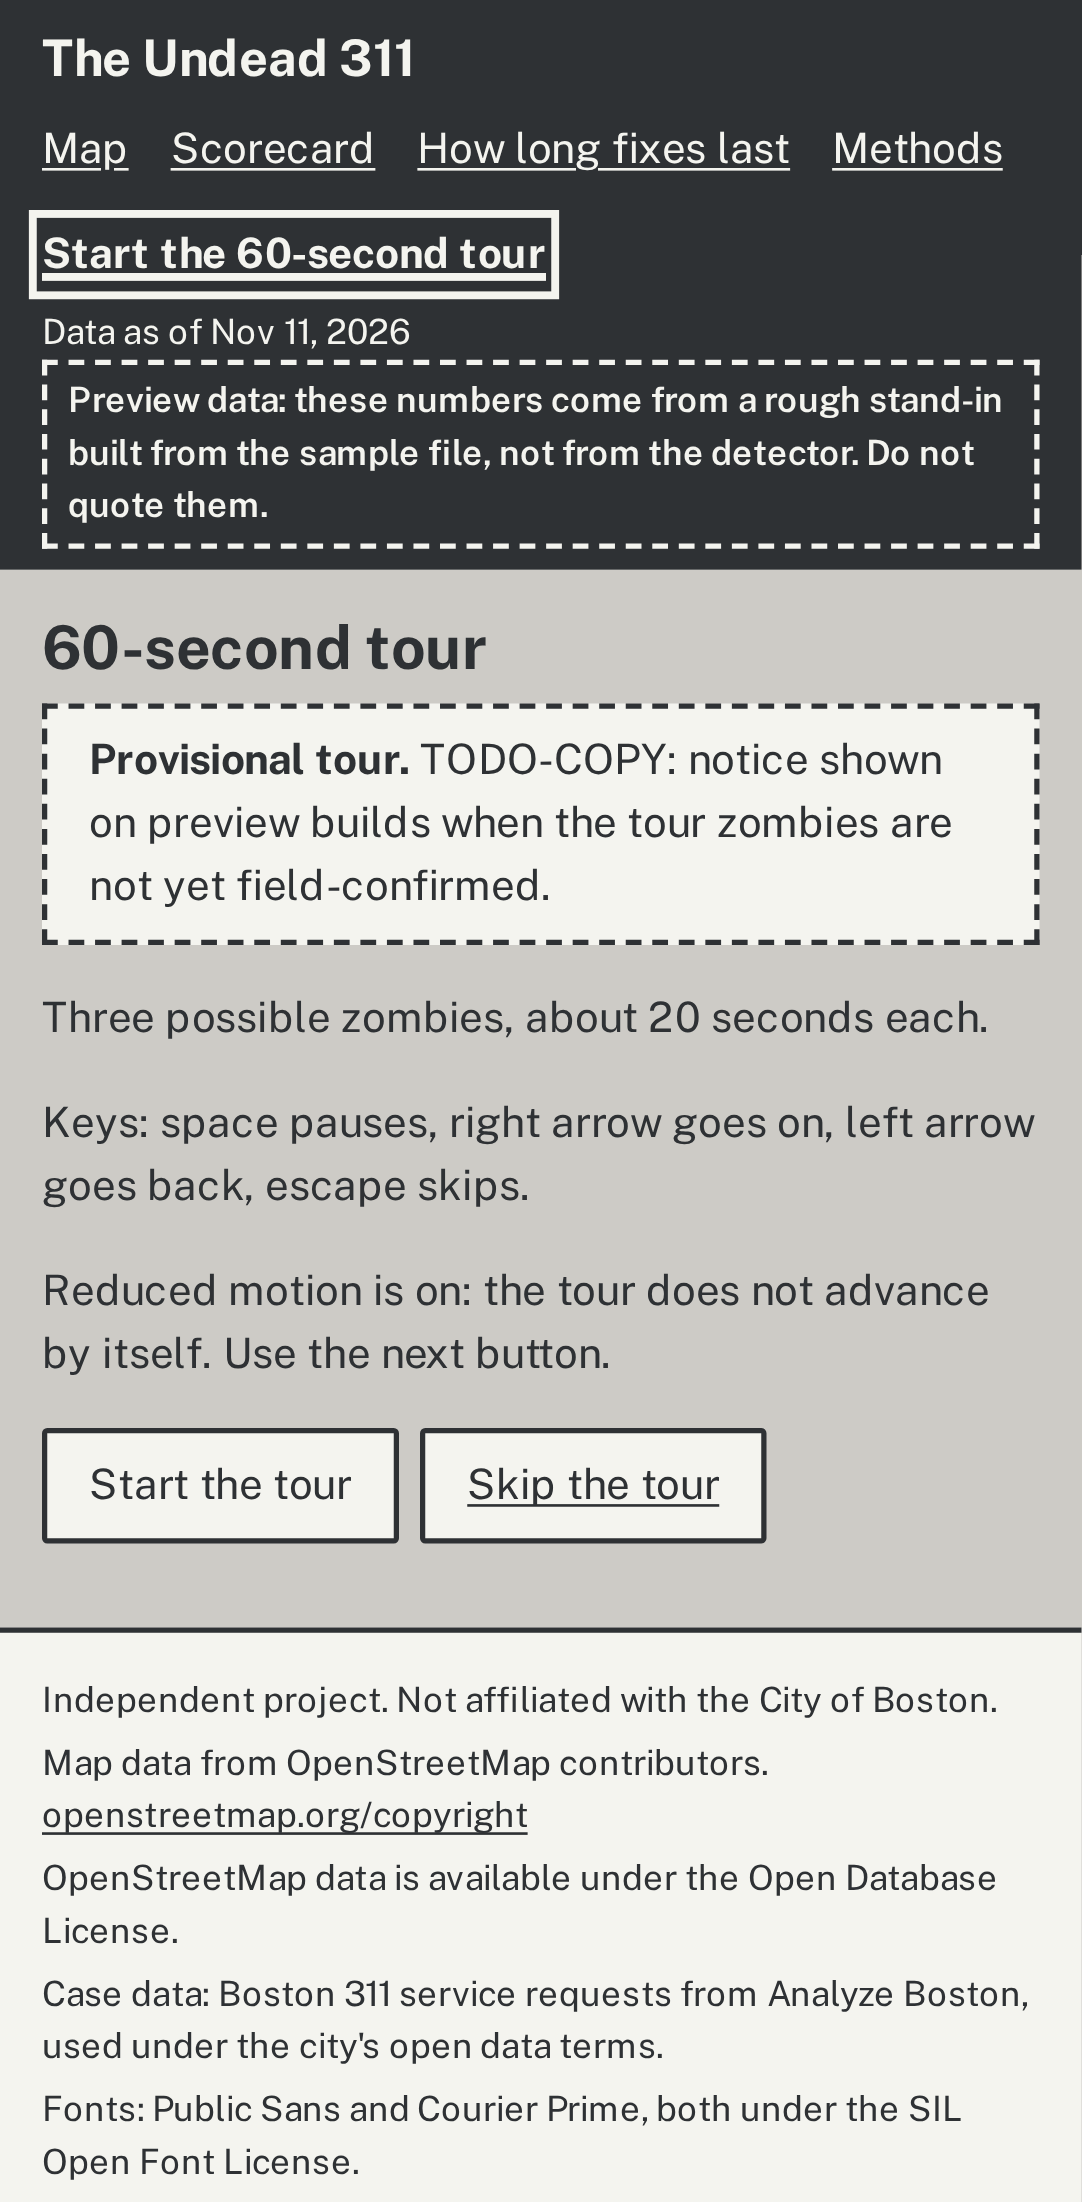 The Undead 311
Map Scorecard How long fixes last Methods
Start the 60-second tour
Data as of Nov 11, 2026
Preview data: these numbers come from a rough stand-in
built from the sample file, not from the detector. Do not
quote them.
60-second tour
Provisional tour. TODO-COPY: notice shown
on preview builds when the tour zombies are
not yet field-confirmed.
Three possible zombies, about 20 seconds each.
Keys: space pauses, right arrow goes on, left arrow
goes back, escape skips.
Reduced motion is on: the tour does not advance
by itself. Use the next button.
Start the tour Skip the tour
Independent project. Not affiliated with the City of Boston.
Map data from OpenStreetMap contributors.
openstreetmap.org/copyright
OpenStreetMap data is available under the Open Database
License.
Case data: Boston 311 service requests from Analyze Boston,
used under the city's open data terms.
Fonts: Public Sans and Courier Prime, both under the SIL
Open Font License.